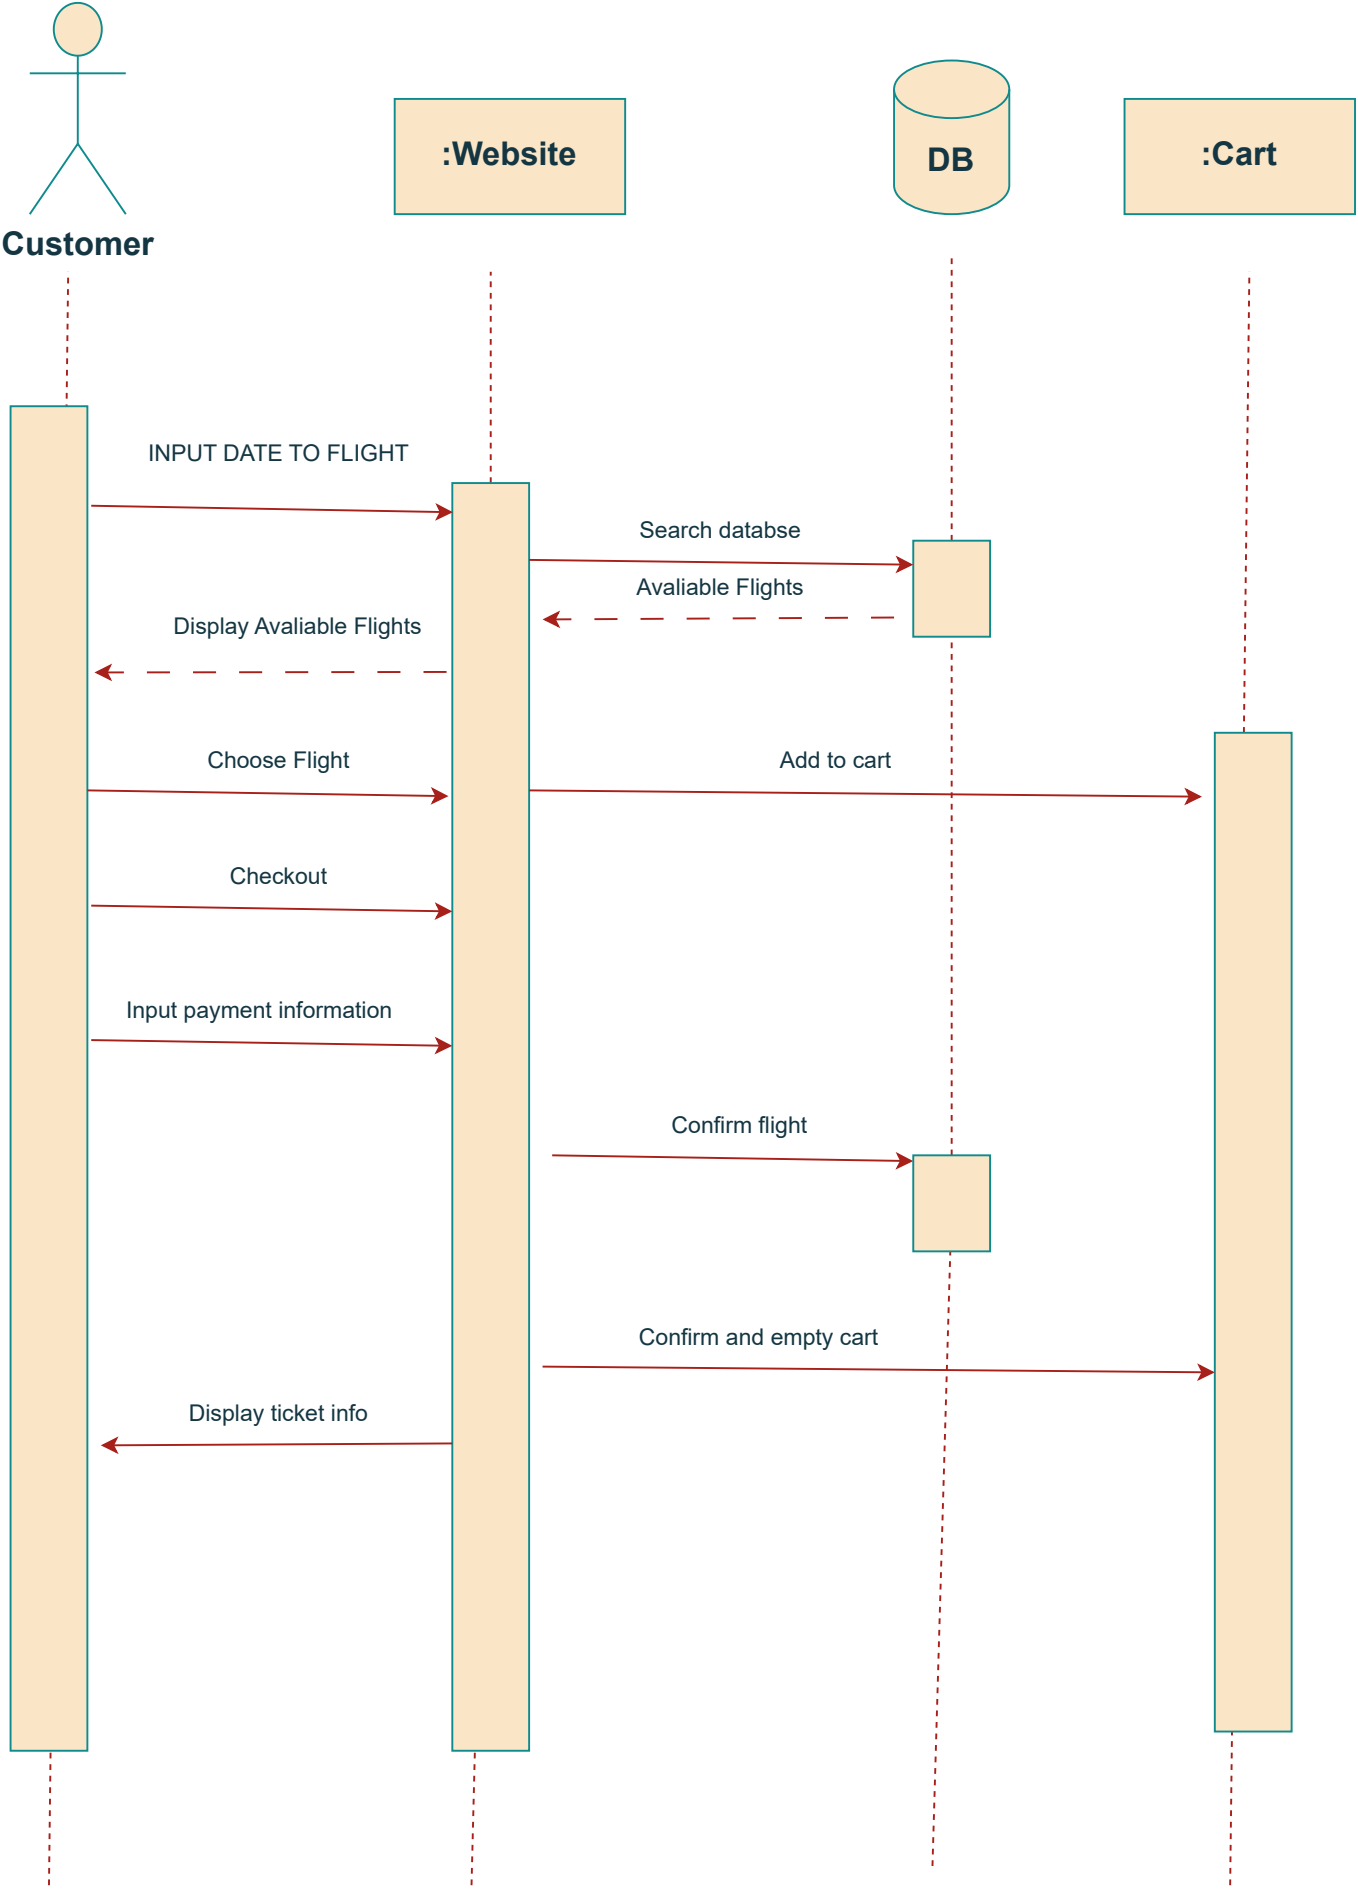 :Website
DB
:Cart
Customer
INPUT DATE TO FLIGHT
Search databse
Avaliable Flights
Display Avaliable Flights
Choose Flight
Add to cart
Checkout
Input payment information
Confirm flight
Confirm and empty cart
Display ticket info